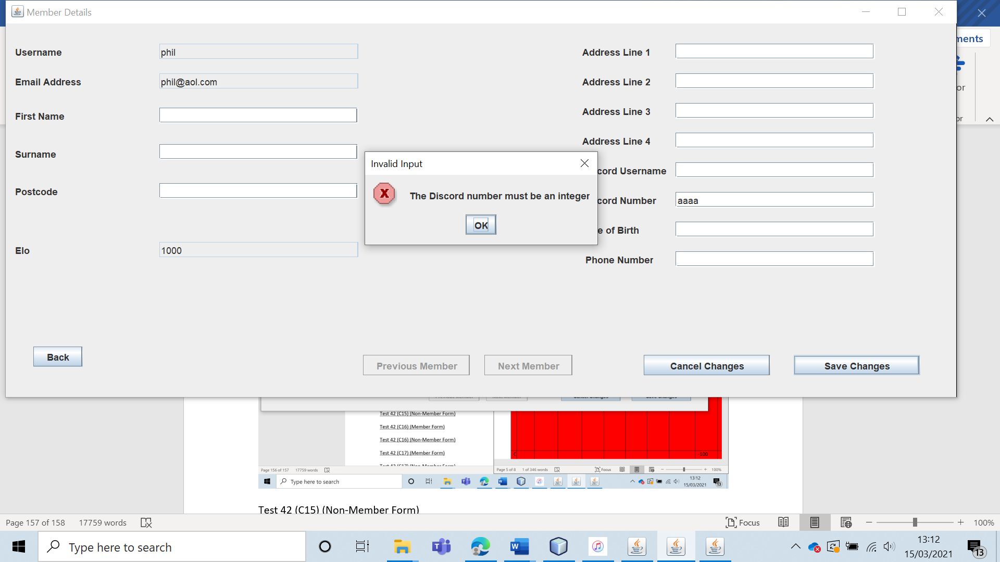 Member Details
ments
Username
phil
Address Line 1
Email Address
phil@aol.com
Address Line 2
or
First Name
Address Line 3
or
Address Line 4
Surname
Invalid Input
cord Username
Postcode
X
The Discord number must be an integer
cord Number
aaaa
OK
e of Birth
Elo
1000
Phone Number
Back
Previous Member
Next Member
Cancel Changes
Save Changes
Test 42 (C15) (Non-Member Form)
Test 42 (C16) (Member Form)
Test 42 (C16) (Non-Member Form)
Test 42 (C17) (Member Form)
-100
Page 156 of 157 17759 words
Page 5 of 8 1 of 346 words
Focus
100%
Type here to search
13:12
15/03/2021
13
Test 42 (C15) (Non-Member Form)
Page 157 of 158 17759 words
Focus
100%
Type here to search
13:12
15/03/2021
13